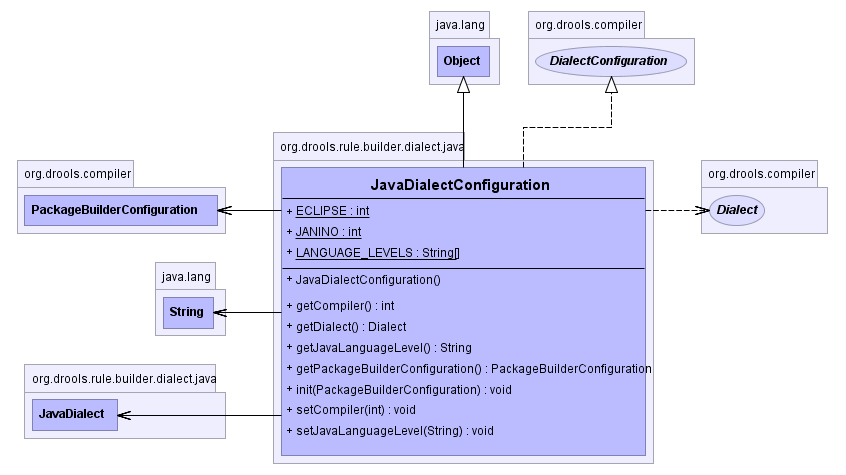 java.lang
Object
org.drools.compiler
DialectConfiguration
org.drools.rule.builder.dialect.java
JavaDialectConfiguration
+ ECLIPSE : int
+ JANINO : int
+ LANGUAGE_LEVELS : String[]
+ JavaDialectConfiguration()
+ getCompiler() : int
+ getDialect() : Dialect
+ getJavaLanguageLevel() : String
+ getPackageBuilderConfiguration() : PackageBuilderConfiguration
+ init(PackageBuilderConfiguration) : void
+ setCompiler(int) : void
+ setJavaLanguageLevel(String) : void
org.drools.compiler
PackageBuilderConfiguration
java.lang
String
org.drools.rule.builder.dialect.java
JavaDialect
org.drools.compiler
Dialect